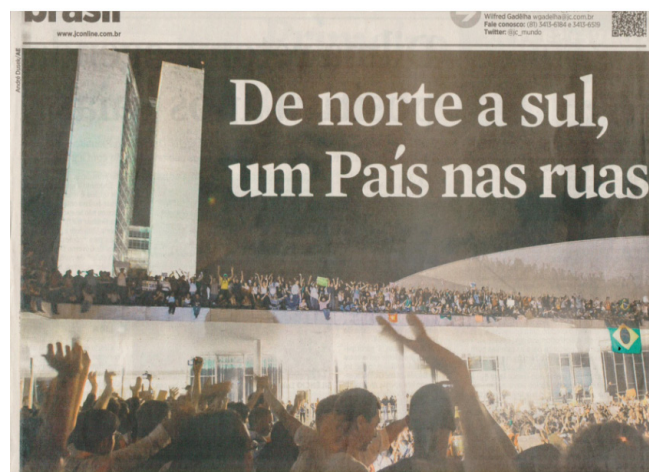 brasil
www.jconline.com.br
Wilfred Gadêlha wgadelha@jc.com.br
Fale conosco: (81) 3413-6184 e 3413-6519
Twitter: @jc_mundo
De norte a sul,
um País nas ruas